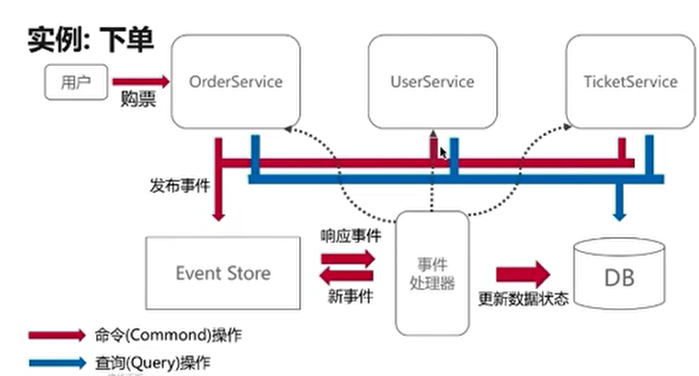 实例: 下单
用户
购票
OrderService
UserService
TicketService
发布事件
Event Store
响应事件
新事件
事件
处理器
更新数据状态
DB
命令(Commond)操作
查询(Query)操作